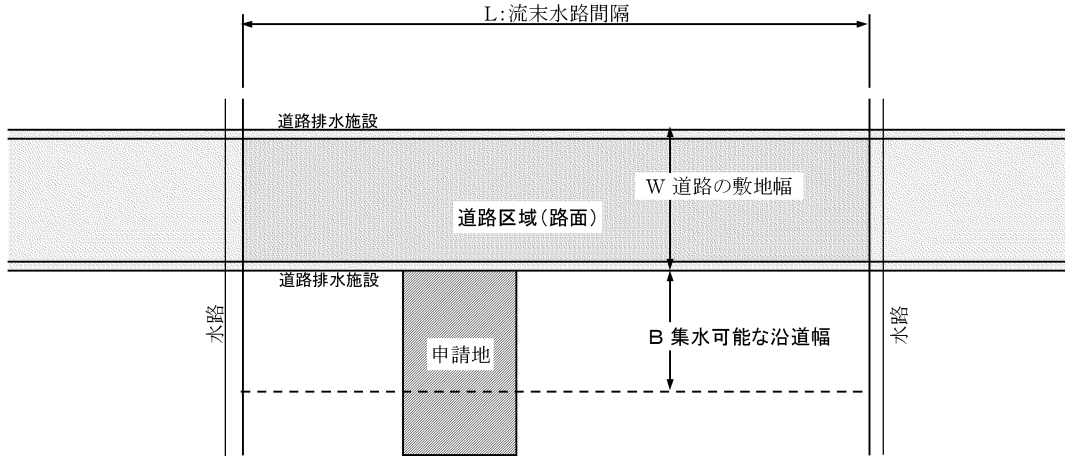 L:流末水路間隔
道路排水施設
W 道路の敷地幅
道路区域(路面)
道路排水施設
水路
申請地
B 集水可能な沿道幅
水路